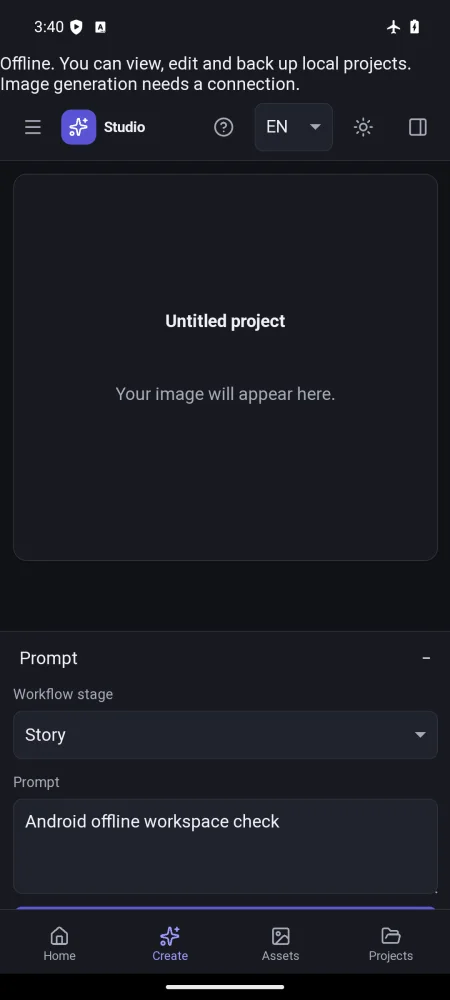 3:40
Offline. You can view, edit and back up local projects.
Image generation needs a connection.
Studio
EN
Untitled project
Your image will appear here.
Prompt
Workflow stage
Story
Prompt
Android offline workspace check
Home
Create
Assets
Projects